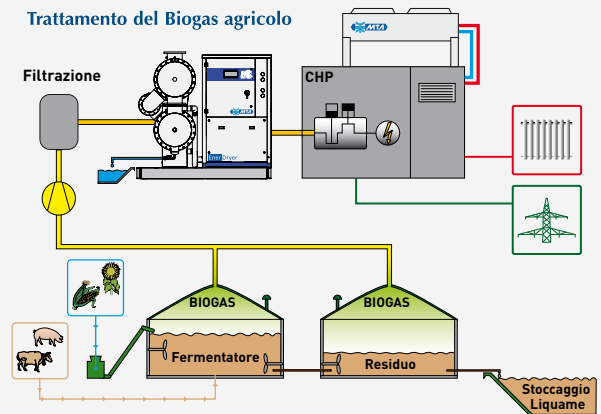 Trattamento del Biogas agricolo
Filtrazione
MTA
CHP
MTA
EnerDryer
BIOGAS
BIOGAS
Fermentatore
Residuo
Stoccaggio
Liquame